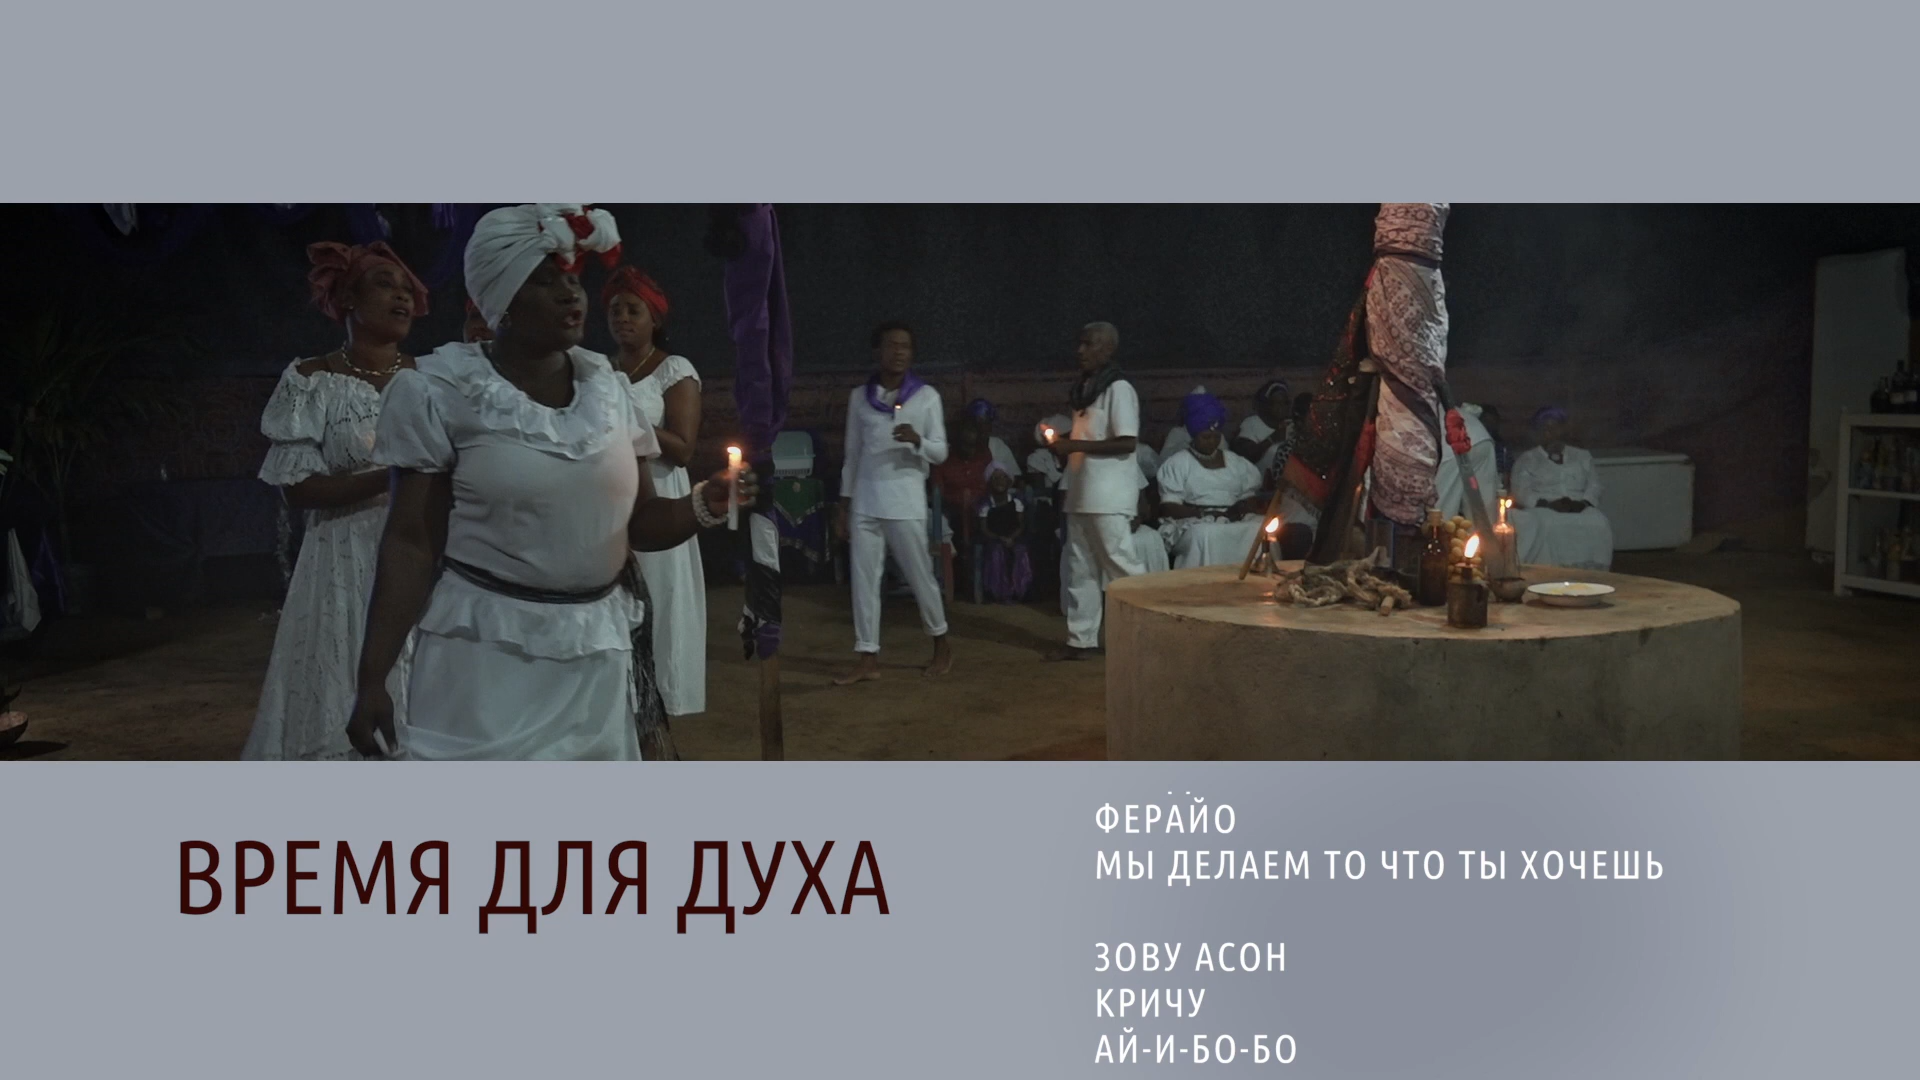 ВРЕМЯ ДЛЯ ДУХА
ФЕРАЙО
МЫ ДЕЛАЕМ ТО ЧТО ТЫ ХОЧЕШЬ
ЗОВУ АСОН
КРИЧУ
АЙ-И-БО-БО